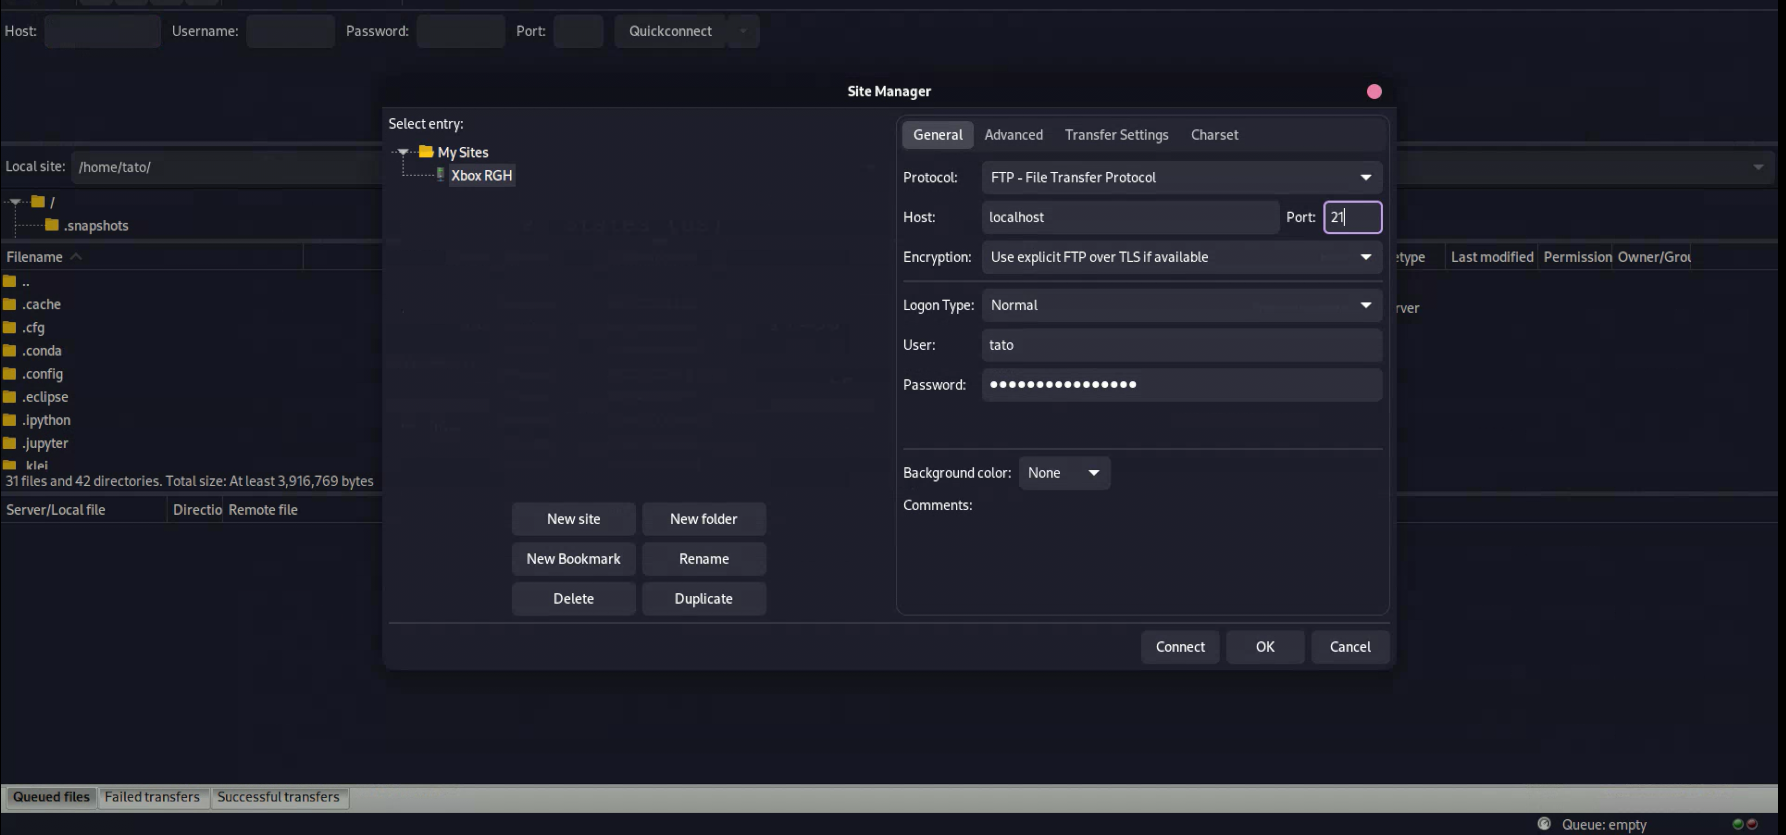 Host: Username: Password: Port: Quickconnect
Site Manager
Select entry:
My Sites
Xbox RGH
General Advanced Transfer Settings Charset
Protocol: FTP - File Transfer Protocol
Host: localhost Port: 21
Encryption: Use explicit FTP over TLS if available
Logon Type: Normal
User: tato
Password: ●●●●●●●●●●●●●●●●
Background color: None
Comments:
New site New folder
New Bookmark Rename
Delete Duplicate
Connect OK Cancel
Local site: /home/tato/
/
.snapshots
Filename
..
.cache
.cfg
.conda
.config
.eclipse
.ipython
.jupyter
.klei
31 files and 42 directories. Total size: At least 3,916,769 bytes
etype Last modified Permission Owner/Grou
rver
Server/Local file Directio Remote file
Queued files Failed transfers Successful transfers
Queue: empty